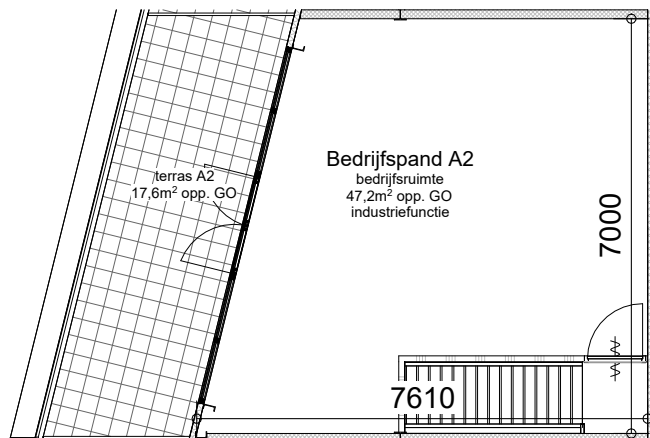 Bedrijfspand A2
bedrijfsruimte
47,2m² opp. GO
industriefunctie
terras A2
17,6m² opp. GO
7000
7610